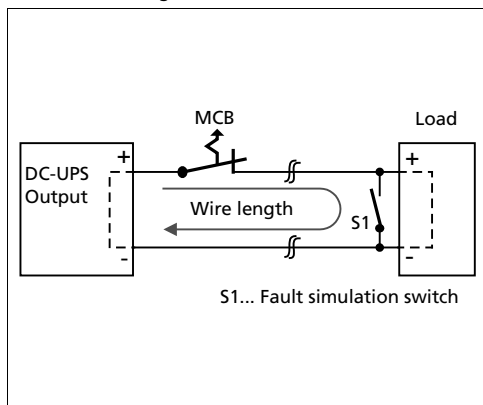 MCB
Load
+
+
DC-UPS
Output
Wire length
S1
-
-
S1... Fault simulation switch